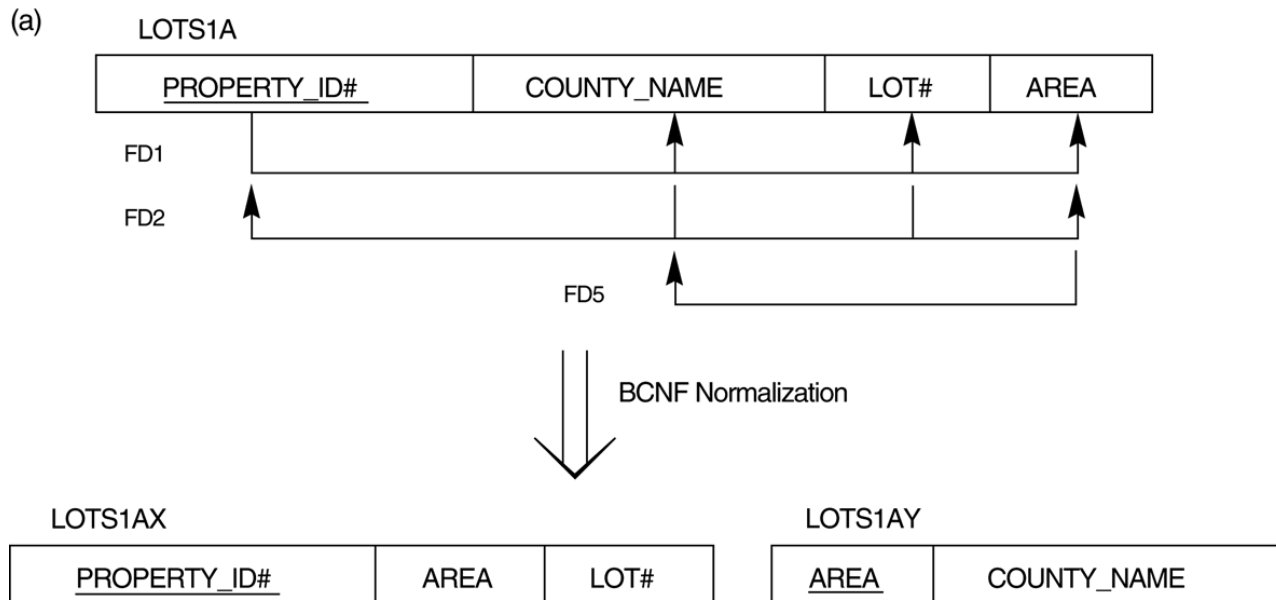 (a)
LOTS1A
PROPERTY_ID# COUNTY_NAME LOT# AREA
FD1
FD2
FD5
BCNF Normalization
LOTS1AX LOTS1AY
PROPERTY_ID# AREA LOT# AREA COUNTY_NAME